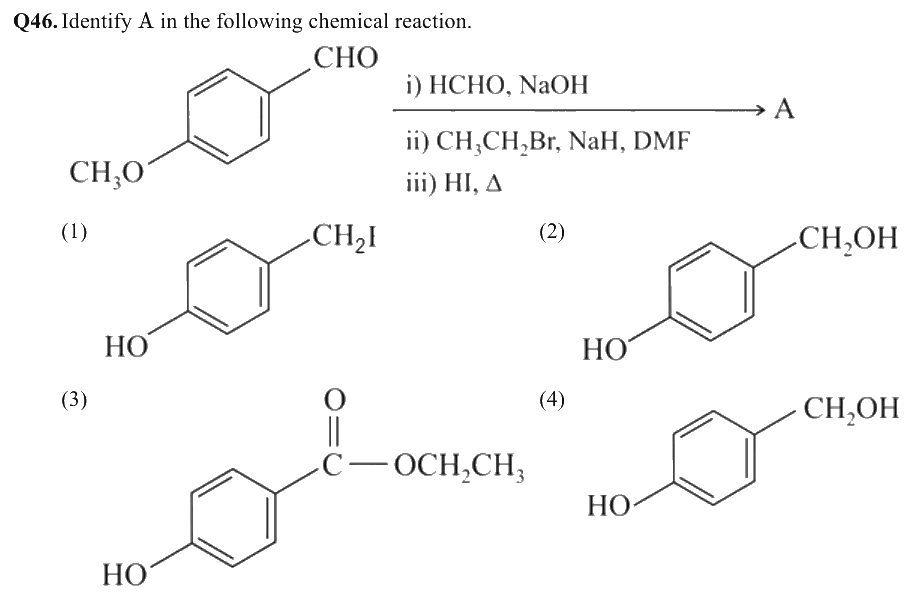 Q46. Identify A in the following chemical reaction.
CHO
i) HCHO, NaOH
A
ii) CH₃CH₂Br, NaH, DMF
CH₃O
iii) HI, Δ
(1)
CH₂I
HO
(2)
CH₂OH
HO
(3)
O
C — OCH₂CH₃
HO
(4)
CH₂OH
HO